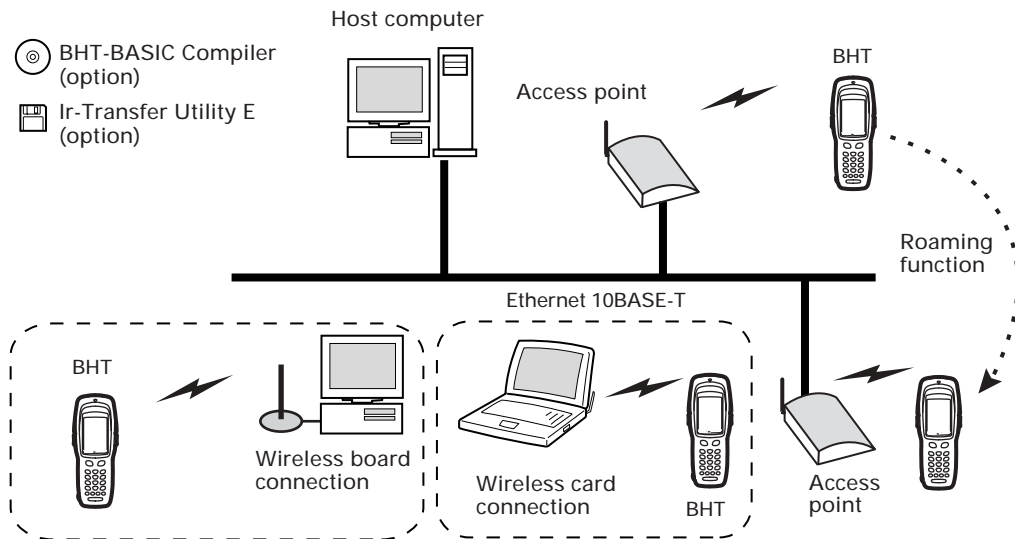 Host computer
BHT-BASIC Compiler
(option)
Ir-Transfer Utility E
(option)
Access point
BHT
Roaming
function
Ethernet 10BASE-T
BHT
Wireless board
connection
Wireless card
connection
BHT
Access
point